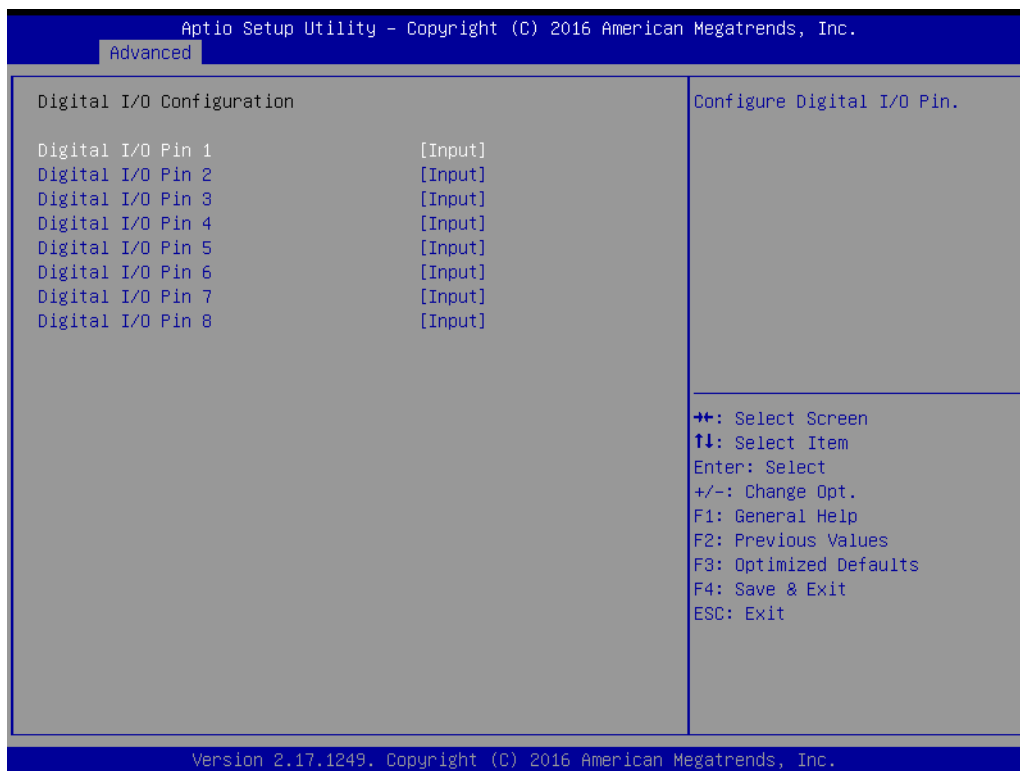 Aptio Setup Utility – Copyright (C) 2016 American Megatrends, Inc.
Advanced
Digital I/O Configuration
Digital I/O Pin 1 [Input]
Digital I/O Pin 2 [Input]
Digital I/O Pin 3 [Input]
Digital I/O Pin 4 [Input]
Digital I/O Pin 5 [Input]
Digital I/O Pin 6 [Input]
Digital I/O Pin 7 [Input]
Digital I/O Pin 8 [Input]
Configure Digital I/O Pin.
→←: Select Screen
↑↓: Select Item
Enter: Select
+/-: Change Opt.
F1: General Help
F2: Previous Values
F3: Optimized Defaults
F4: Save & Exit
ESC: Exit
Version 2.17.1249. Copyright (C) 2016 American Megatrends, Inc.